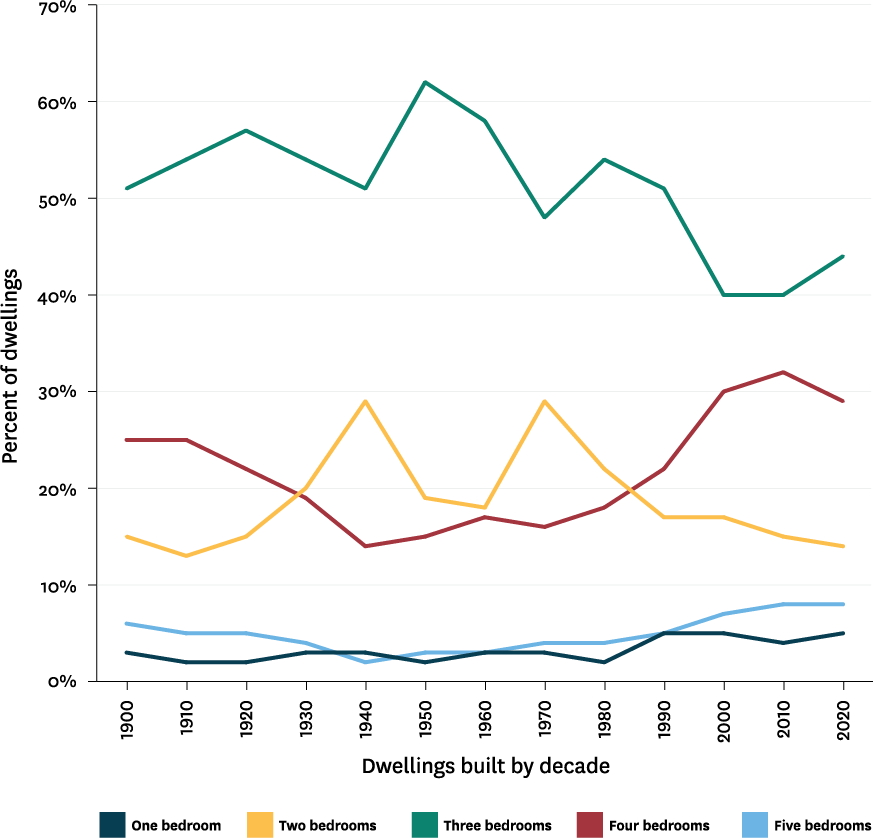 70%
60%
50%
40%
30%
20%
10%
0%
Percent of dwellings
1900 1910 1920 1930 1940 1950 1960 1970 1980 1990 2000 2010 2020
Dwellings built by decade
One bedroom Two bedrooms Three bedrooms Four bedrooms Five bedrooms